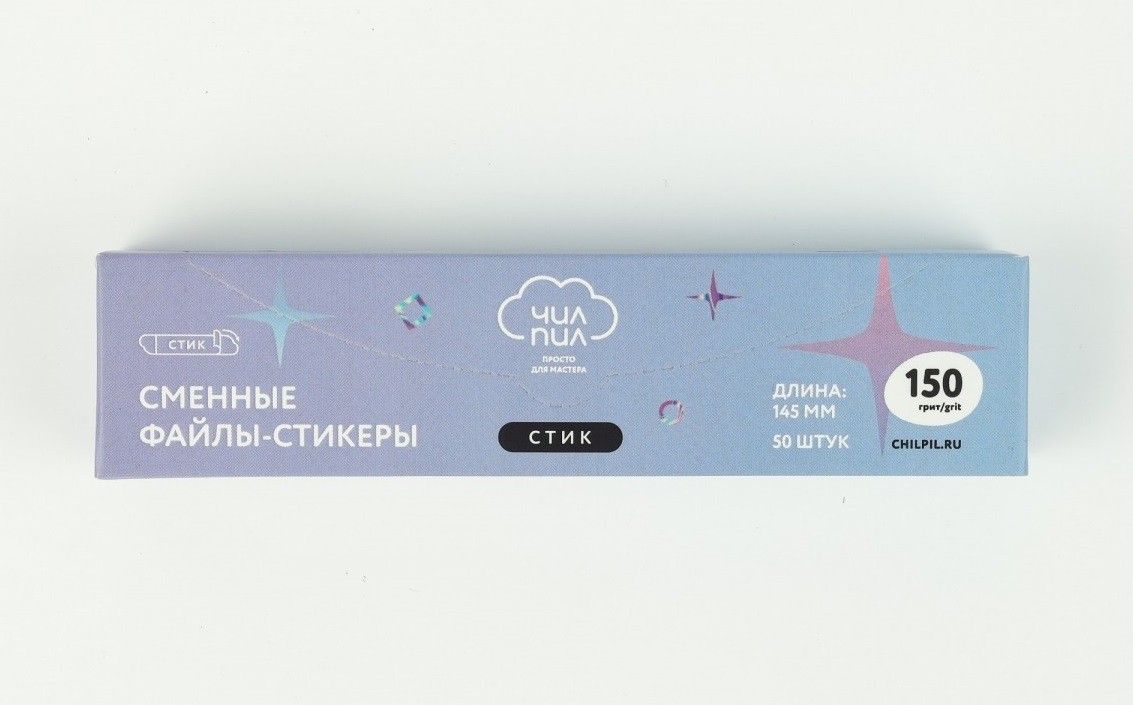 СТИК
СМЕННЫЕ
ФАЙЛЫ-СТИКЕРЫ
ЧИЛ
ПИЛ
ПРОСТО
ДЛЯ МАСТЕРА
СТИК
ДЛИНА:
145 ММ
50 ШТУК
150
грит/grit
CHILPIL.RU